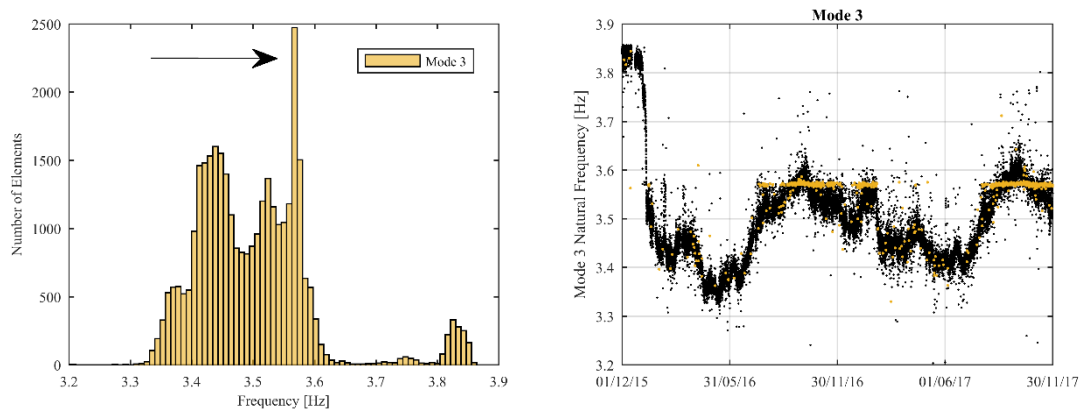 2500
2000
1500
1000
500
0
Number of Elements
Mode 3
3.2 3.3 3.4 3.5 3.6 3.7 3.8 3.9
Frequency [Hz]
Mode 3
3.9
3.8
3.7
3.6
3.5
3.4
3.3
3.2
Mode 3 Natural Frequency [Hz]
01/12/15 31/05/16 30/11/16 01/06/17 30/11/17